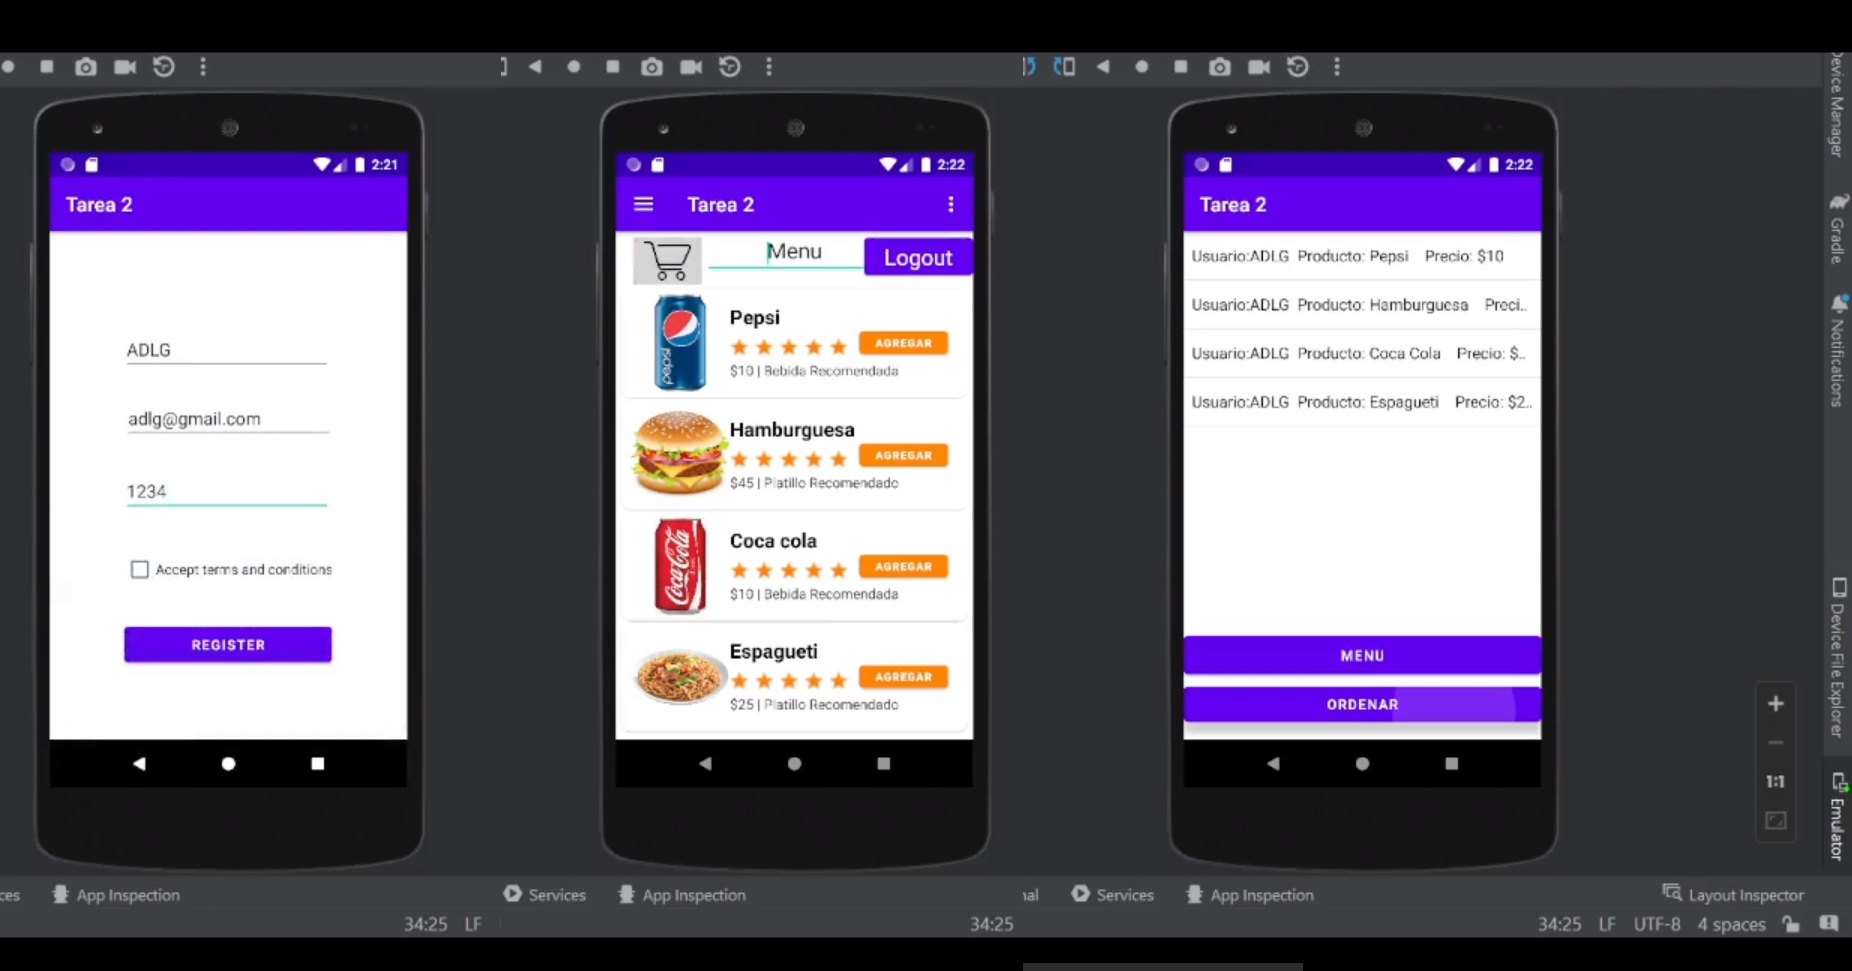 2:21
Tarea 2
ADLG
adlg@gmail.com
1234
Accept terms and conditions
REGISTER
App Inspection
34:25 LF
2:22
Tarea 2
Menu
Logout
pepsi
Pepsi
AGREGAR
$10 | Bebida Recomendada
Hamburguesa
AGREGAR
$45 | Platillo Recomendado
Coca-Cola
Coca cola
AGREGAR
$10 | Bebida Recomendada
Espagueti
AGREGAR
$25 | Platillo Recomendado
Services
App Inspection
34:25
2:22
Tarea 2
Usuario:ADLG Producto: Pepsi Precio: $10
Usuario:ADLG Producto: Hamburguesa Preci..
Usuario:ADLG Producto: Coca Cola Precio: $..
Usuario:ADLG Producto: Espagueti Precio: $2..
MENU
ORDENAR
Services
App Inspection
Layout Inspector
34:25 LF UTF-8 4 spaces
Device Manager
Gradle
Notifications
Device File Explorer
1:1
Emulator